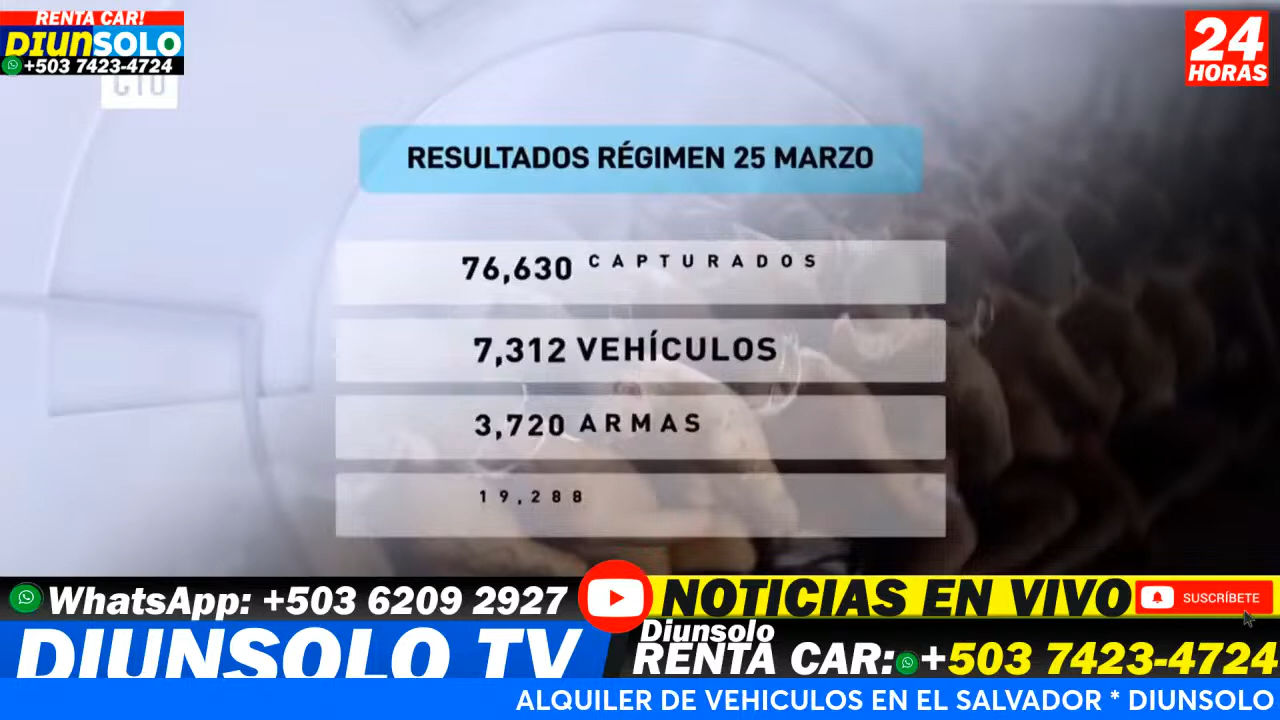 RENTA CAR!
DIUNSOLO
+503 7423-4724
24
HORAS
RESULTADOS RÉGIMEN 25 MARZO
76,630 CAPTURADOS
7,312 VEHÍCULOS
3,720 ARMAS
19,288
WhatsApp: +503 6209 2927
NOTICIAS EN VIVO
SUSCRÍBETE
DIUNSOLO TV
Diunsolo
RENTA CAR: +503 7423-4724
ALQUILER DE VEHICULOS EN EL SALVADOR * DIUNSOLO